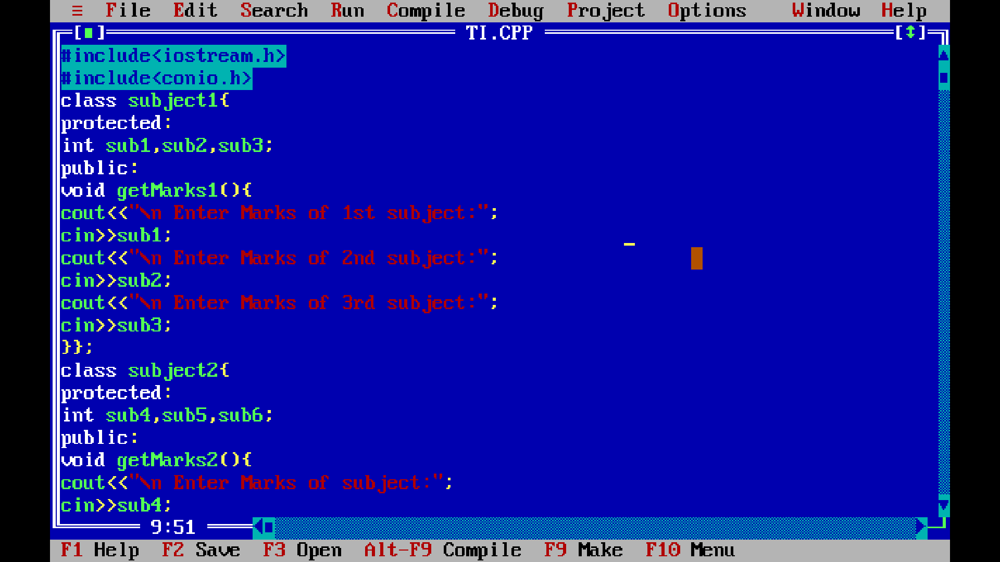 ≡ File Edit Search Run Compile Debug Project Options Window Help
[■] TI.CPP [↕]
#include<iostream.h>
#include<conio.h>
class subject1{
protected:
int sub1,sub2,sub3;
public:
void getMarks1(){
cout<<"\n Enter Marks of 1st subject:";
cin>>sub1;
cout<<"\n Enter Marks of 2nd subject:";
cin>>sub2;
cout<<"\n Enter Marks of 3rd subject:";
cin>>sub3;
}};
class subject2{
protected:
int sub4,sub5,sub6;
public:
void getMarks2(){
cout<<"\n Enter Marks of subject:";
cin>>sub4;
9:51
F1 Help F2 Save F3 Open Alt-F9 Compile F9 Make F10 Menu